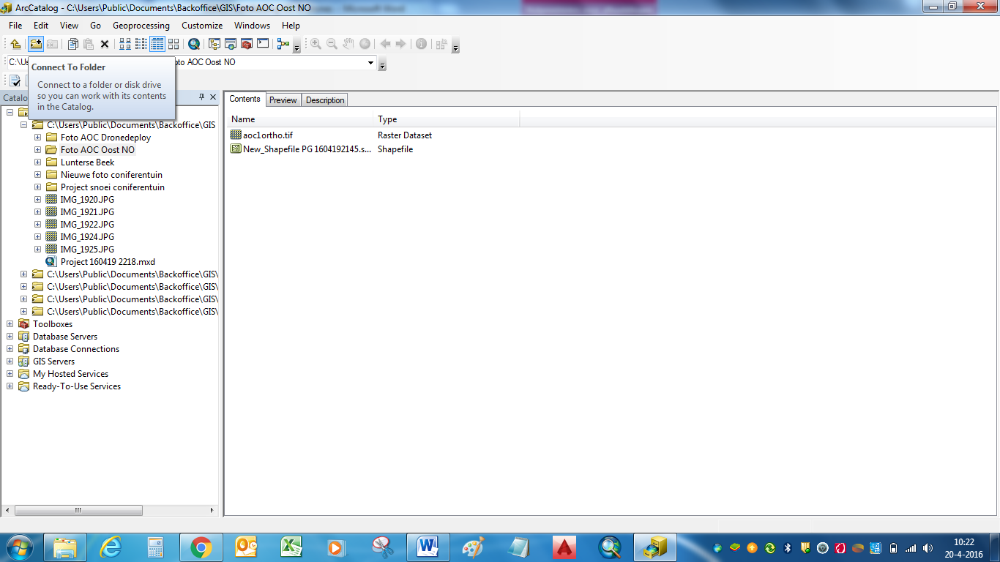 ArcCatalog - C:\Users\Public\Documents\Backoffice\GIS\Foto AOC Oost NO
File Edit View Go Geoprocessing Customize Windows Help
C:\Us
oto AOC Oost NO
Connect To Folder
Connect to a folder or disk drive
so you can work with its contents
in the Catalog.
Catalo
C:\Users\Public\Documents\Backoffice\GIS
Foto AOC Dronedeploy
Foto AOC Oost NO
Lunterse Beek
Nieuwe foto coniferentuin
Project snoei coniferentuin
IMG_1920.JPG
IMG_1921.JPG
IMG_1922.JPG
IMG_1924.JPG
IMG_1925.JPG
Project 160419 2218.mxd
C:\Users\Public\Documents\Backoffice\GIS\
C:\Users\Public\Documents\Backoffice\GIS\
C:\Users\Public\Documents\Backoffice\GIS\
C:\Users\Public\Documents\Backoffice\GIS\
Toolboxes
Database Servers
Database Connections
GIS Servers
My Hosted Services
Ready-To-Use Services
Contents Preview Description
Name Type
aoc1ortho.tif Raster Dataset
New_Shapefile PG 1604192145.s... Shapefile
10:22
20-4-2016